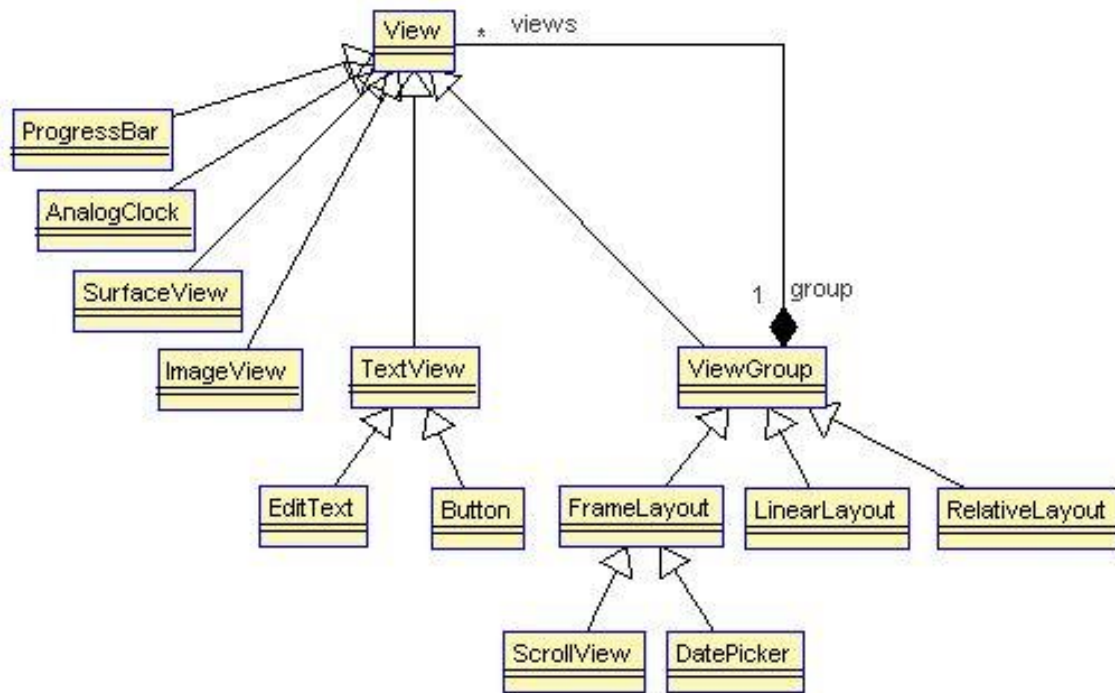 View
* views
ProgressBar
AnalogClock
SurfaceView
1 group
ImageView
TextView
ViewGroup
EditText
Button
FrameLayout
LinearLayout
RelativeLayout
ScrollView
DatePicker